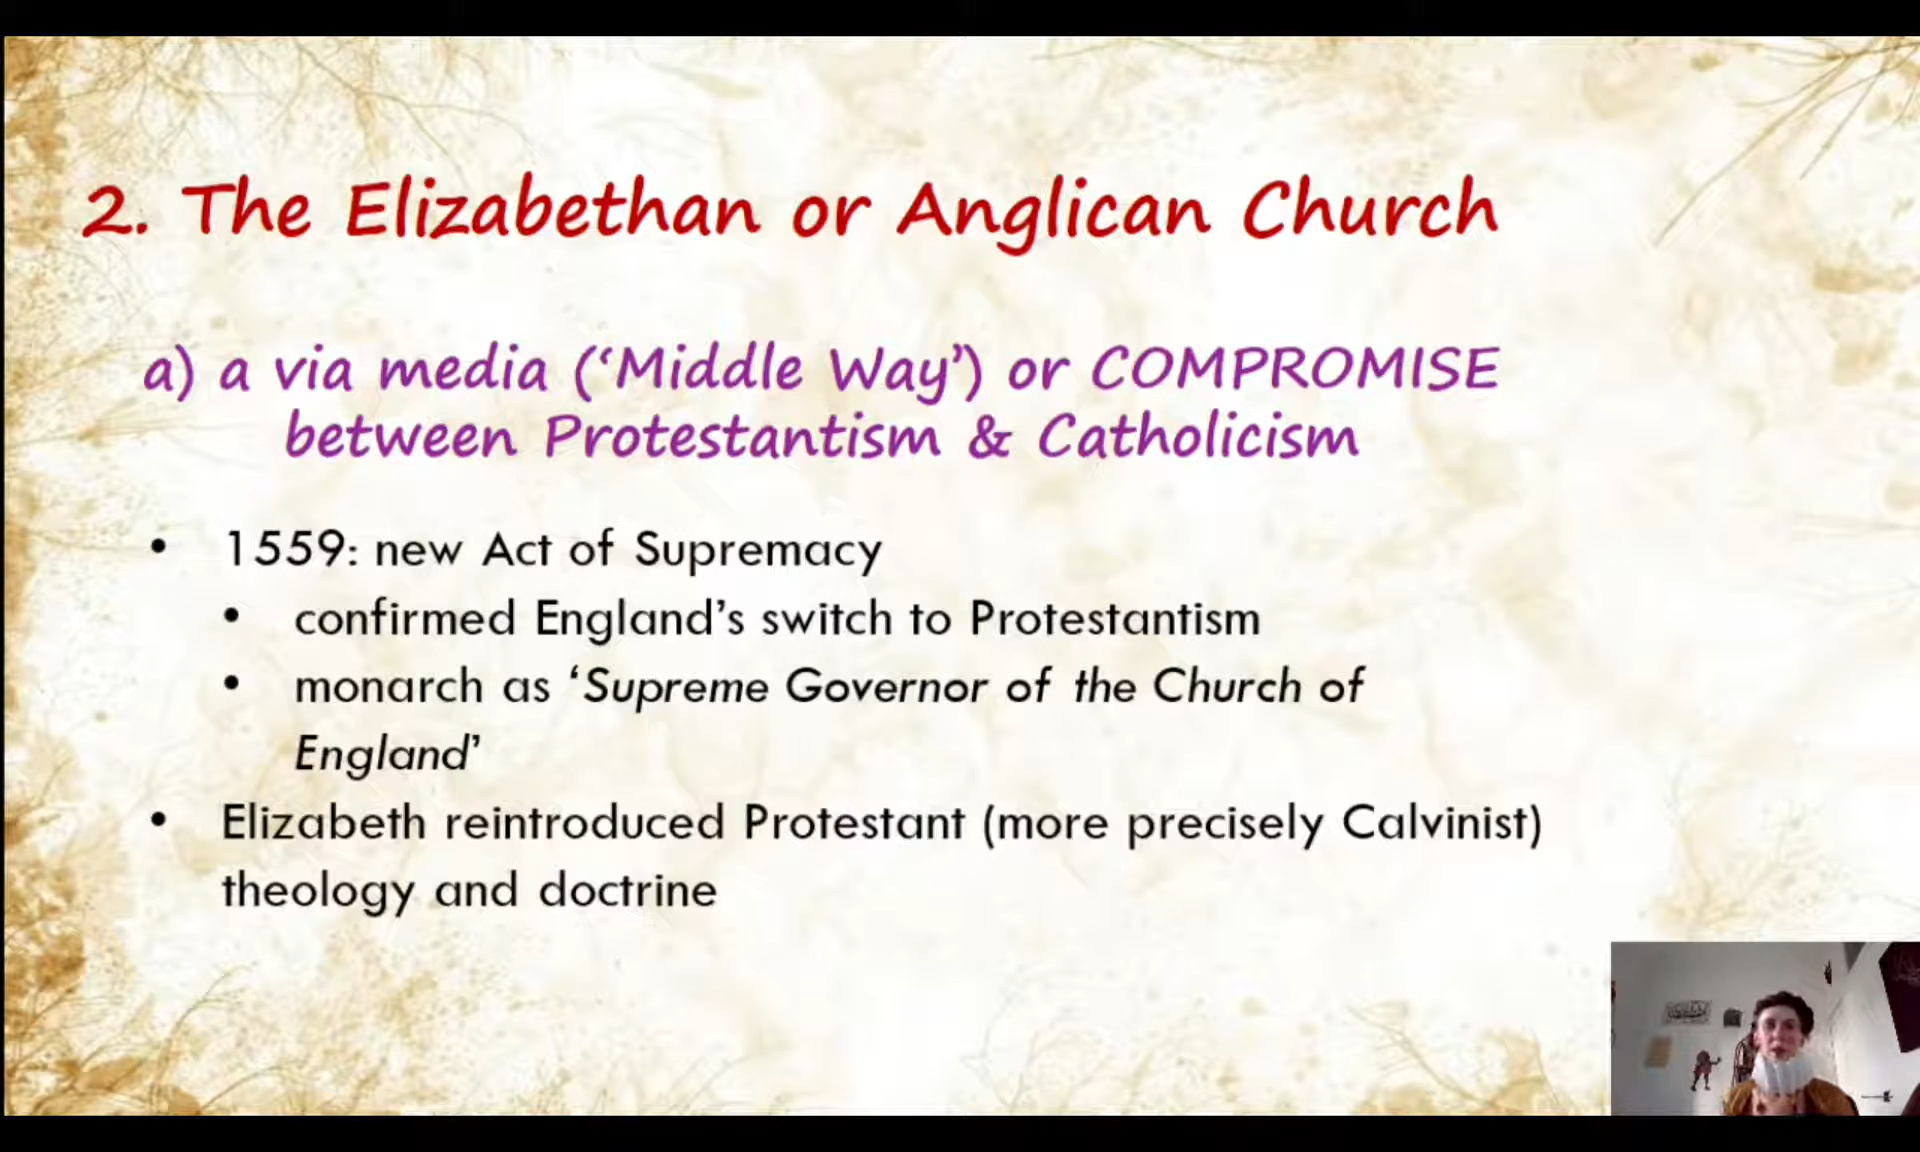 2. The Elizabethan or Anglican Church
a) a via media (‘Middle Way’) or COMPROMISE
between Protestantism & Catholicism
• 1559: new Act of Supremacy
• confirmed England’s switch to Protestantism
• monarch as ‘Supreme Governor of the Church of
England’
• Elizabeth reintroduced Protestant (more precisely Calvinist)
theology and doctrine